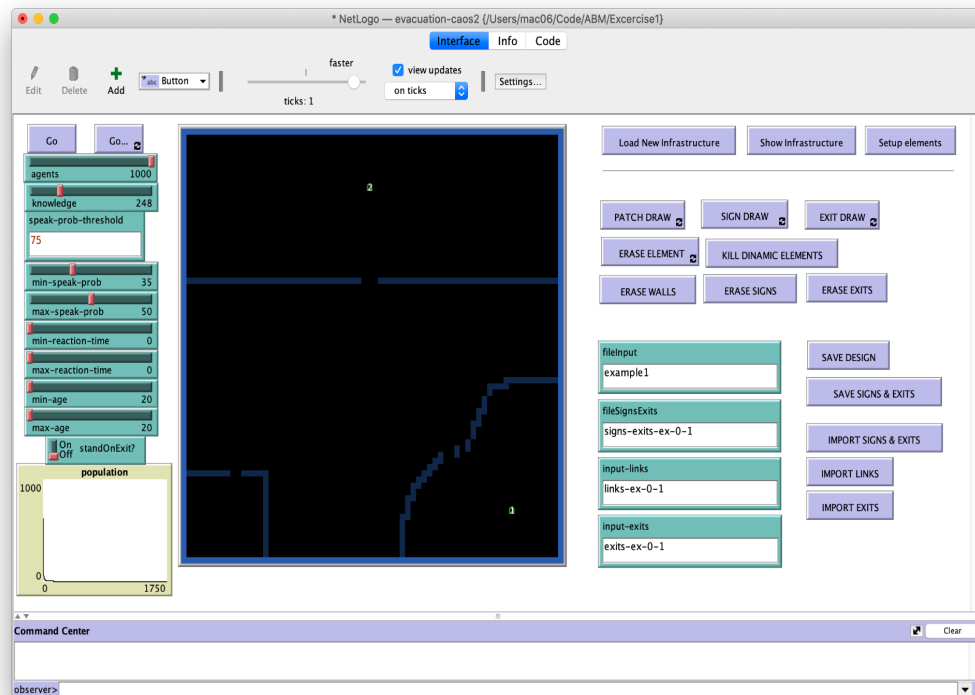 * NetLogo — evacuation-caos2 {/Users/mac06/Code/ABM/Excercise1}
Interface Info Code
Edit Delete Add abc Button faster view updates on ticks Settings...
ticks: 1
Go Go...
agents 1000
knowledge 248
speak-prob-threshold
75
min-speak-prob 35
max-speak-prob 50
min-reaction-time 0
max-reaction-time 0
min-age 20
max-age 20
On
Off standOnExit?
population
1000
0
0 1750
2
1
Load New Infrastructure Show Infrastructure Setup elements
PATCH DRAW SIGN DRAW EXIT DRAW
ERASE ELEMENT KILL DINAMIC ELEMENTS
ERASE WALLS ERASE SIGNS ERASE EXITS
fileInput
example1
fileSignsExits
signs-exits-ex-0-1
input-links
links-ex-0-1
input-exits
exits-ex-0-1
SAVE DESIGN
SAVE SIGNS & EXITS
IMPORT SIGNS & EXITS
IMPORT LINKS
IMPORT EXITS
Command Center Clear
observer>